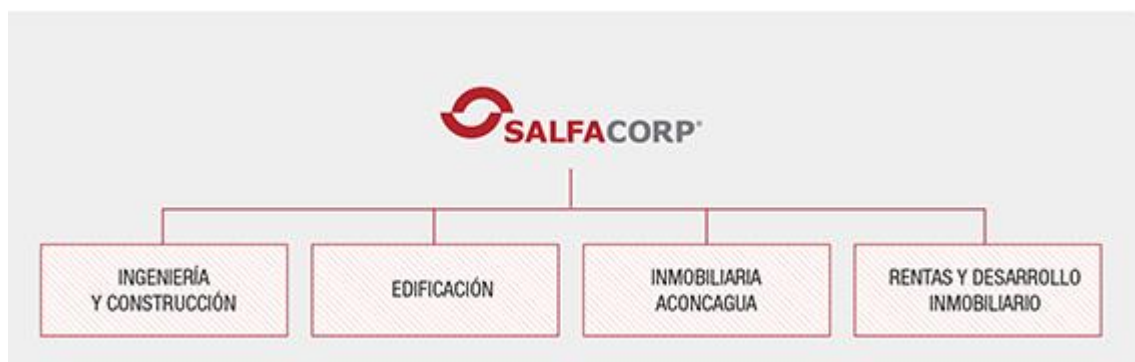 SALFACORP®
INGENIERÍA
Y CONSTRUCCIÓN
EDIFICACIÓN
INMOBILIARIA
ACONCAGUA
RENTAS Y DESARROLLO
INMOBILIARIO